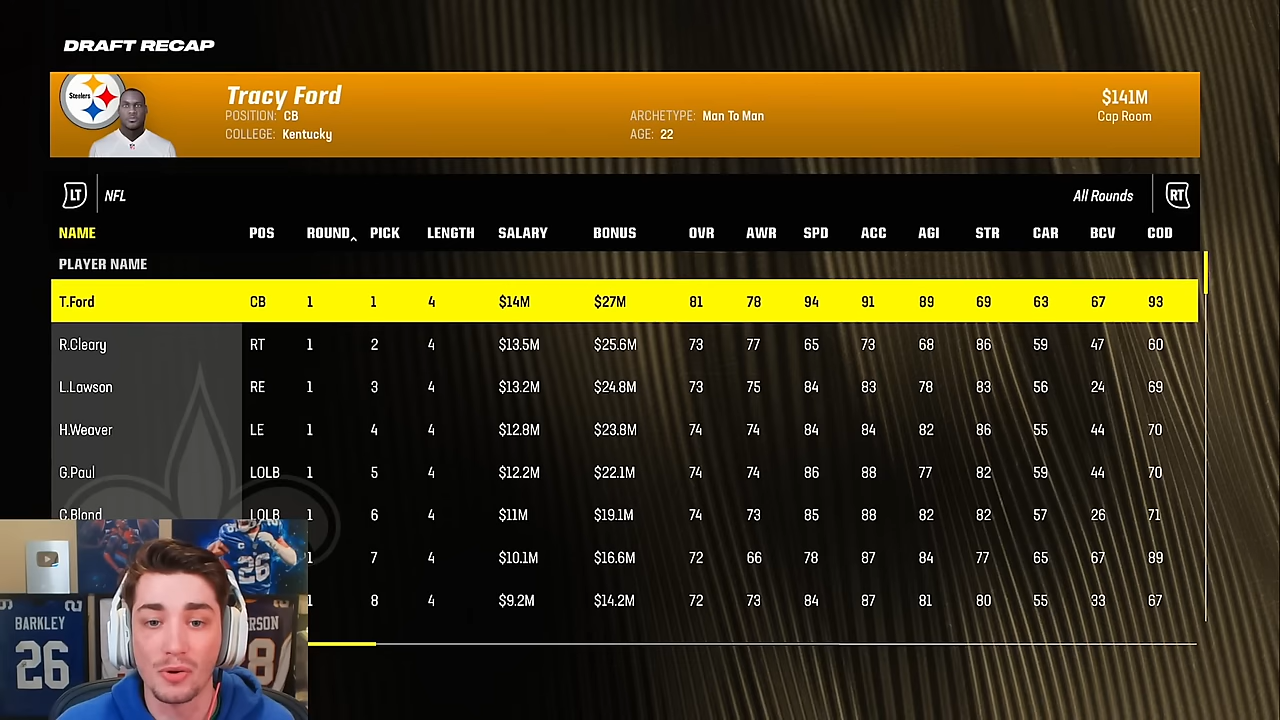 DRAFT RECAP
Steelers
Tracy Ford
POSITION: CB
COLLEGE: Kentucky
ARCHETYPE: Man To Man
AGE: 22
$141M
Cap Room
LT NFL All Rounds RT
NAME POS ROUND PICK LENGTH SALARY BONUS OVR AWR SPD ACC AGI STR CAR BCV COD
PLAYER NAME
T.Ford CB 1 1 4 $14M $27M 81 78 94 91 89 69 63 67 93
R.Cleary RT 1 2 4 $13.5M $25.6M 73 77 65 73 68 86 59 47 60
L.Lawson RE 1 3 4 $13.2M $24.8M 73 75 84 83 78 83 56 24 69
H.Weaver LE 1 4 4 $12.8M $23.8M 74 74 84 84 82 86 55 44 70
G.Paul LOLB 1 5 4 $12.2M $22.1M 74 74 86 88 77 82 59 44 70
C.Bland LOLB 1 6 4 $11M $19.1M 74 73 85 88 82 82 57 26 71
1 7 4 $10.1M $16.6M 72 66 78 87 84 77 65 67 89
1 8 4 $9.2M $14.2M 72 73 84 87 81 80 55 33 67
26
BARKLEY
26
RSON
8